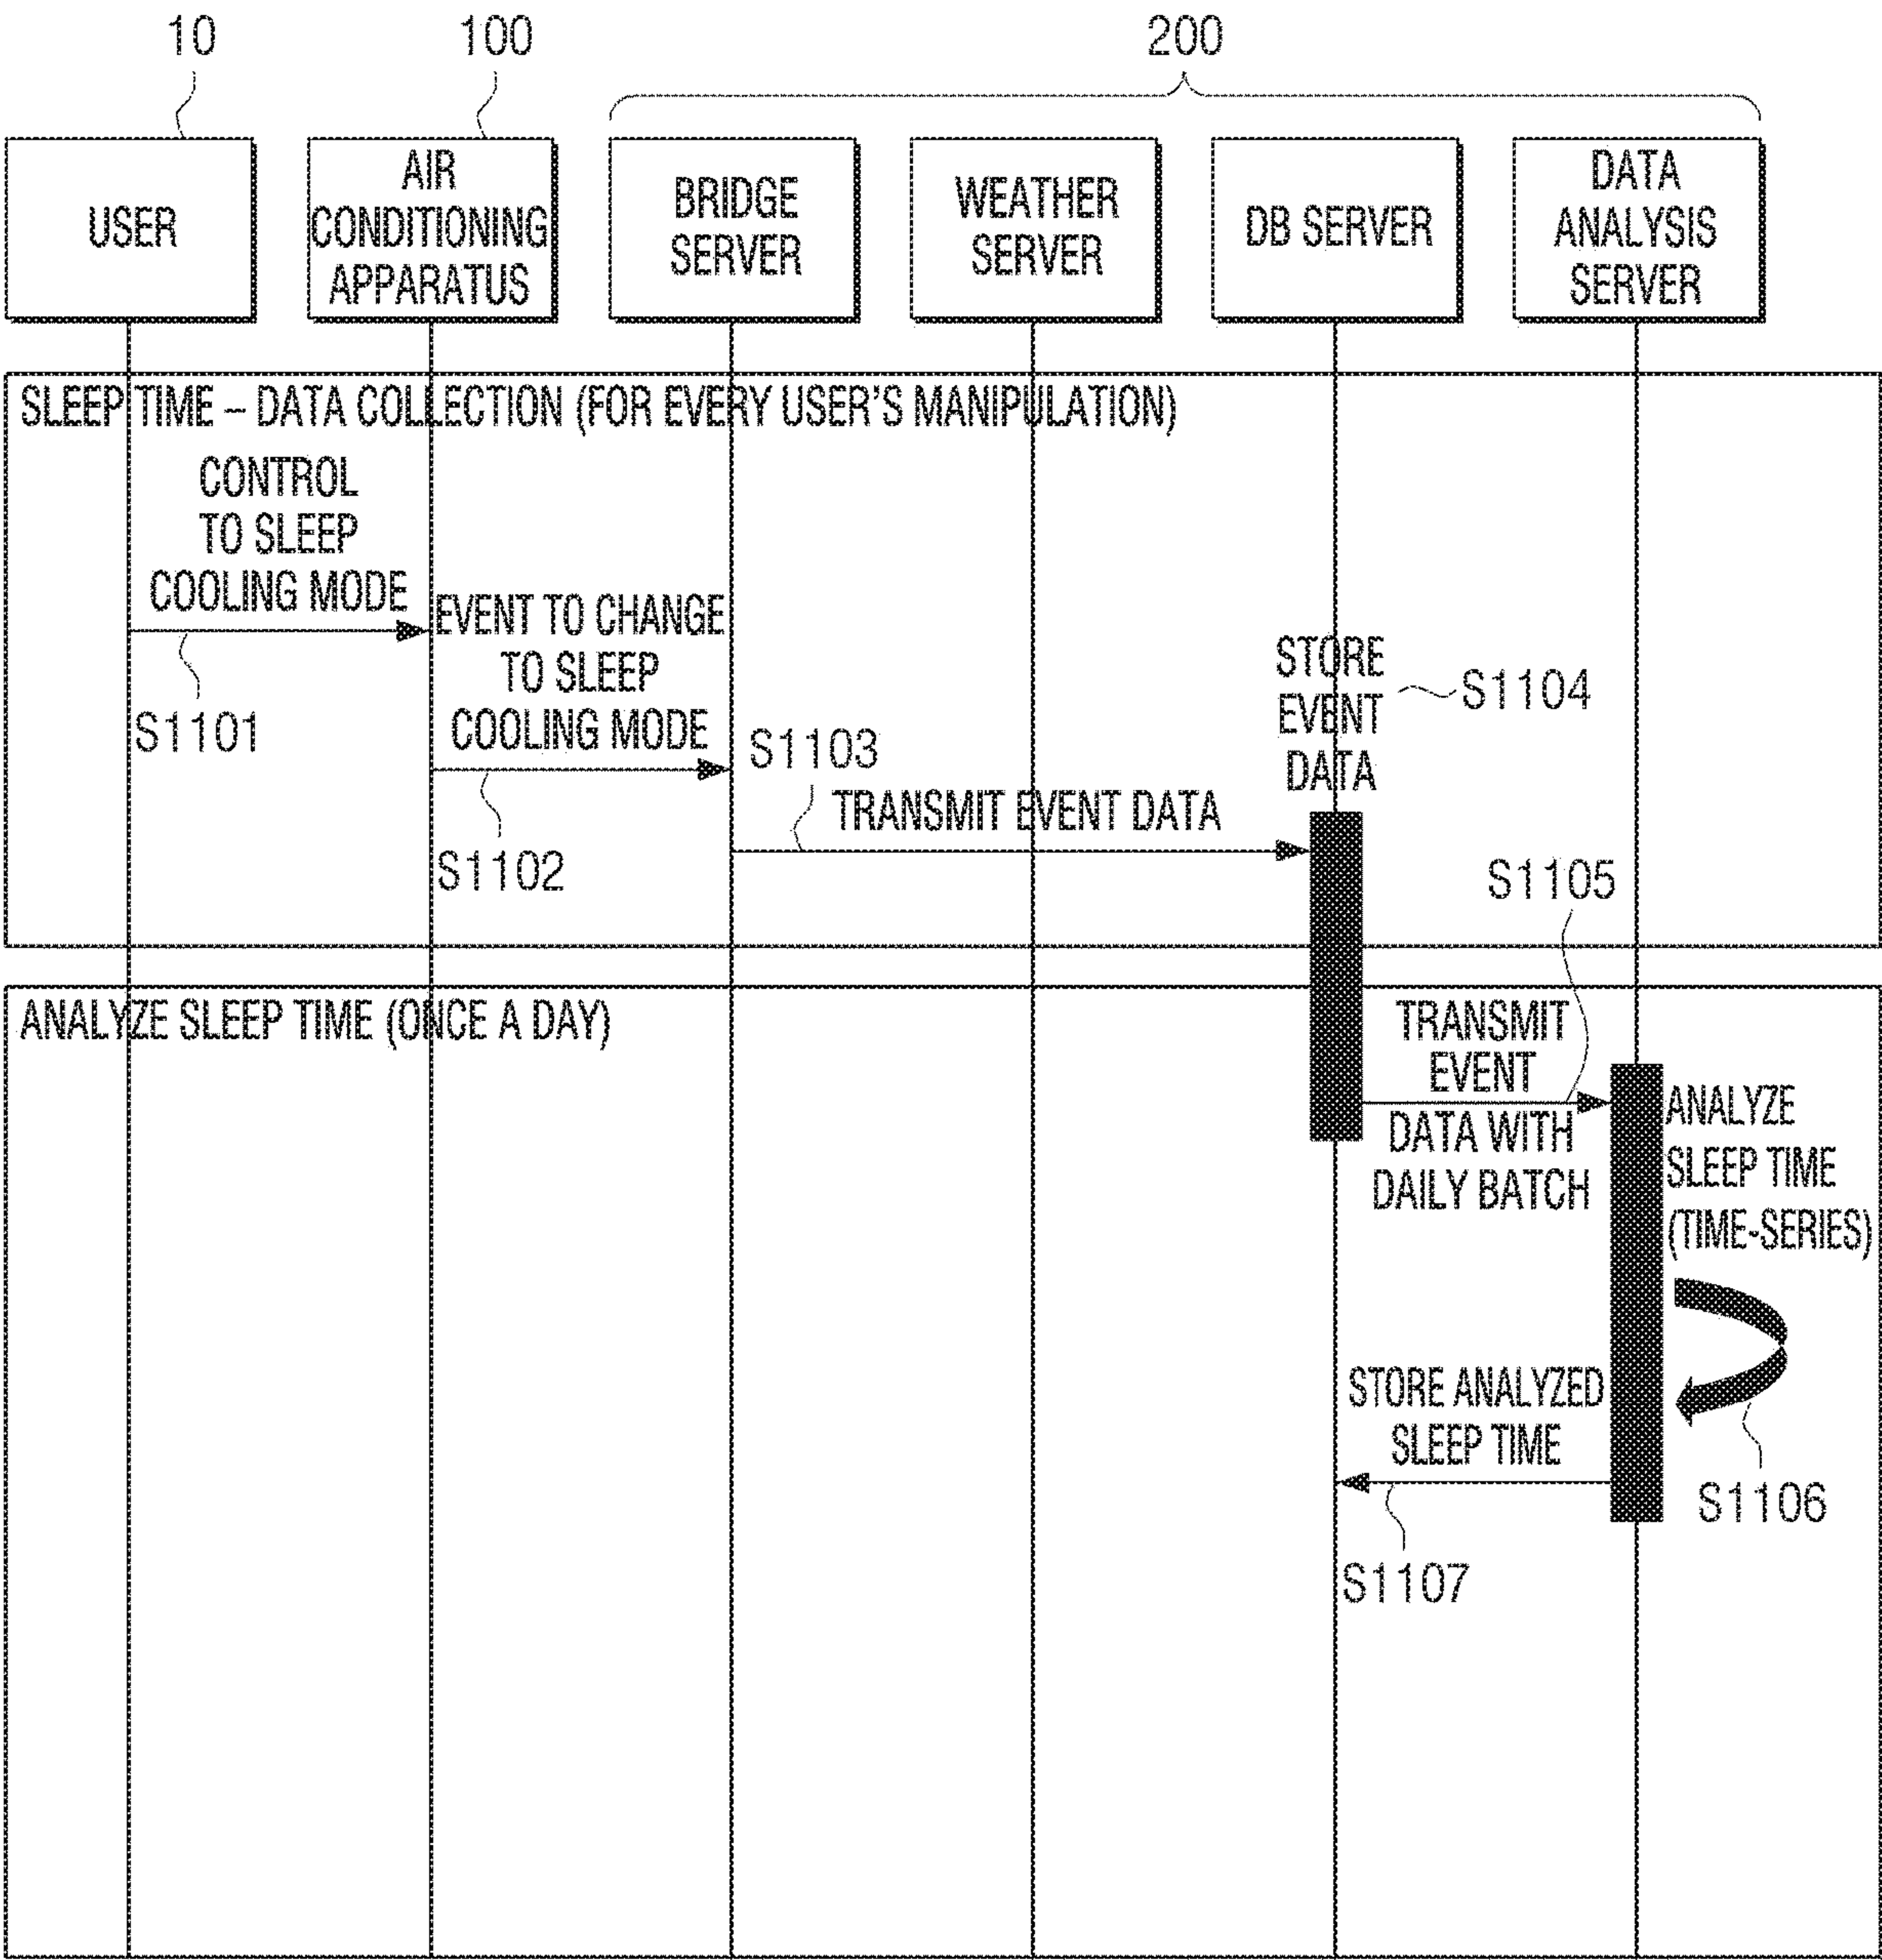 10
100
200
USER
AIR
CONDITIONING
APPARATUS
BRIDGE
SERVER
WEATHER
SERVER
DB SERVER
DATA
ANALYSIS
SERVER
SLEEP TIME – DATA COLLECTION (FOR EVERY USER'S MANIPULATION)
CONTROL
TO SLEEP
COOLING MODE
S1101
EVENT TO CHANGE
TO SLEEP
COOLING MODE
S1102
S1103
TRANSMIT EVENT DATA
STORE
EVENT
DATA
S1104
S1105
ANALYZE SLEEP TIME (ONCE A DAY)
TRANSMIT
EVENT
DATA WITH
DAILY BATCH
ANALYZE
SLEEP TIME
(TIME-SERIES)
STORE ANALYZED
SLEEP TIME
S1106
S1107